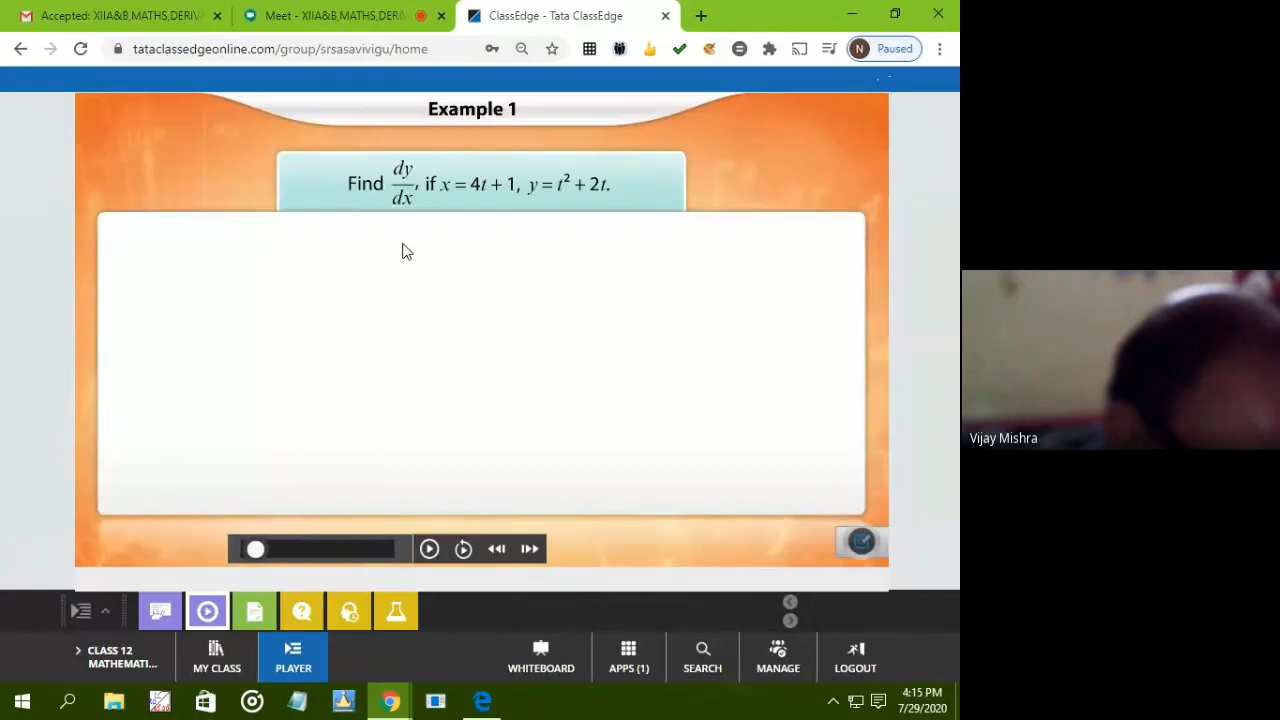 Accepted: XIIA&B,MATHS,DERIV
Meet - XIIA&B,MATHS,DERIV
ClassEdge - Tata ClassEdge
tataclassedgeonline.com/group/srsasavivigu/home
N Paused
Example 1
Find dy/dx, if x = 4t + 1, y = t² + 2t.
Vijay Mishra
CLASS 12
MATHEMATI...
MY CLASS
PLAYER
WHITEBOARD
APPS (1)
SEARCH
MANAGE
LOGOUT
4:15 PM
7/29/2020